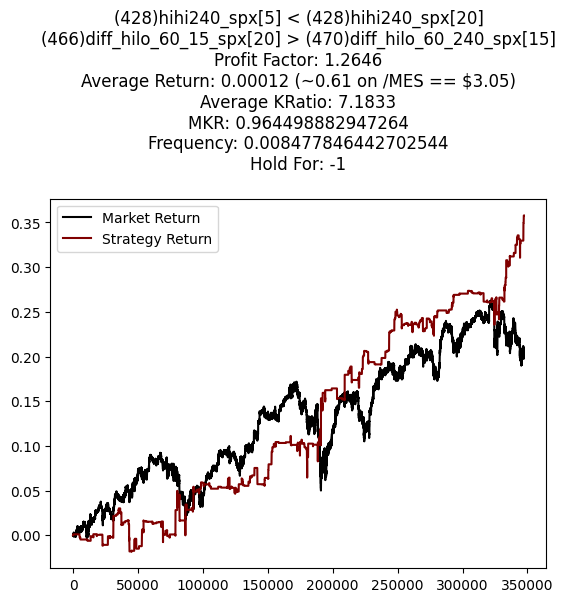 (428)hihi240_spx[5] < (428)hihi240_spx[20]
(466)diff_hilo_60_15_spx[20] > (470)diff_hilo_60_240_spx[15]
Profit Factor: 1.2646
Average Return: 0.00012 (~0.61 on /MES == $3.05)
Average KRatio: 7.1833
MKR: 0.964498882947264
Frequency: 0.008477846442702544
Hold For: -1
Market Return
Strategy Return
0.35
0.30
0.25
0.20
0.15
0.10
0.05
0.00
0 50000 100000 150000 200000 250000 300000 350000